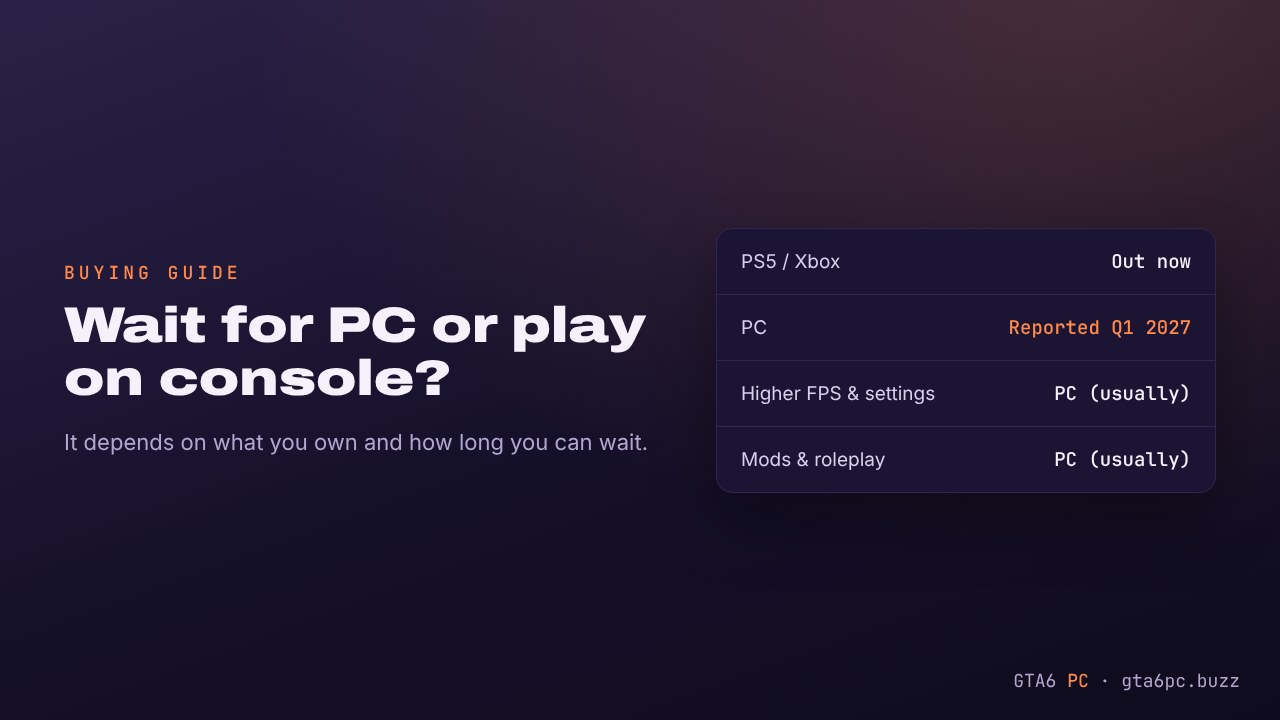 BUYING GUIDE
Wait for PC or play
on console?
It depends on what you own and how long you can wait.
PS5 / Xbox Out now
PC Reported Q1 2027
Higher FPS & settings PC (usually)
Mods & roleplay PC (usually)
GTA6 PC · gta6pc.buzz